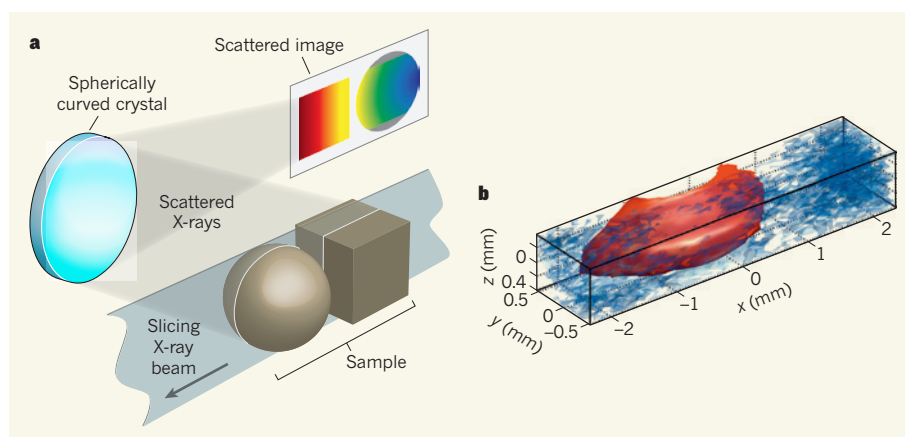 a
Scattered image
Spherically
curved crystal
Scattered
X-rays
Slicing
X-ray
beam
Sample
b
z (mm)
0
0.4
0.5
0
–0.5
y (mm)
–2
–1
0
1
2
x (mm)